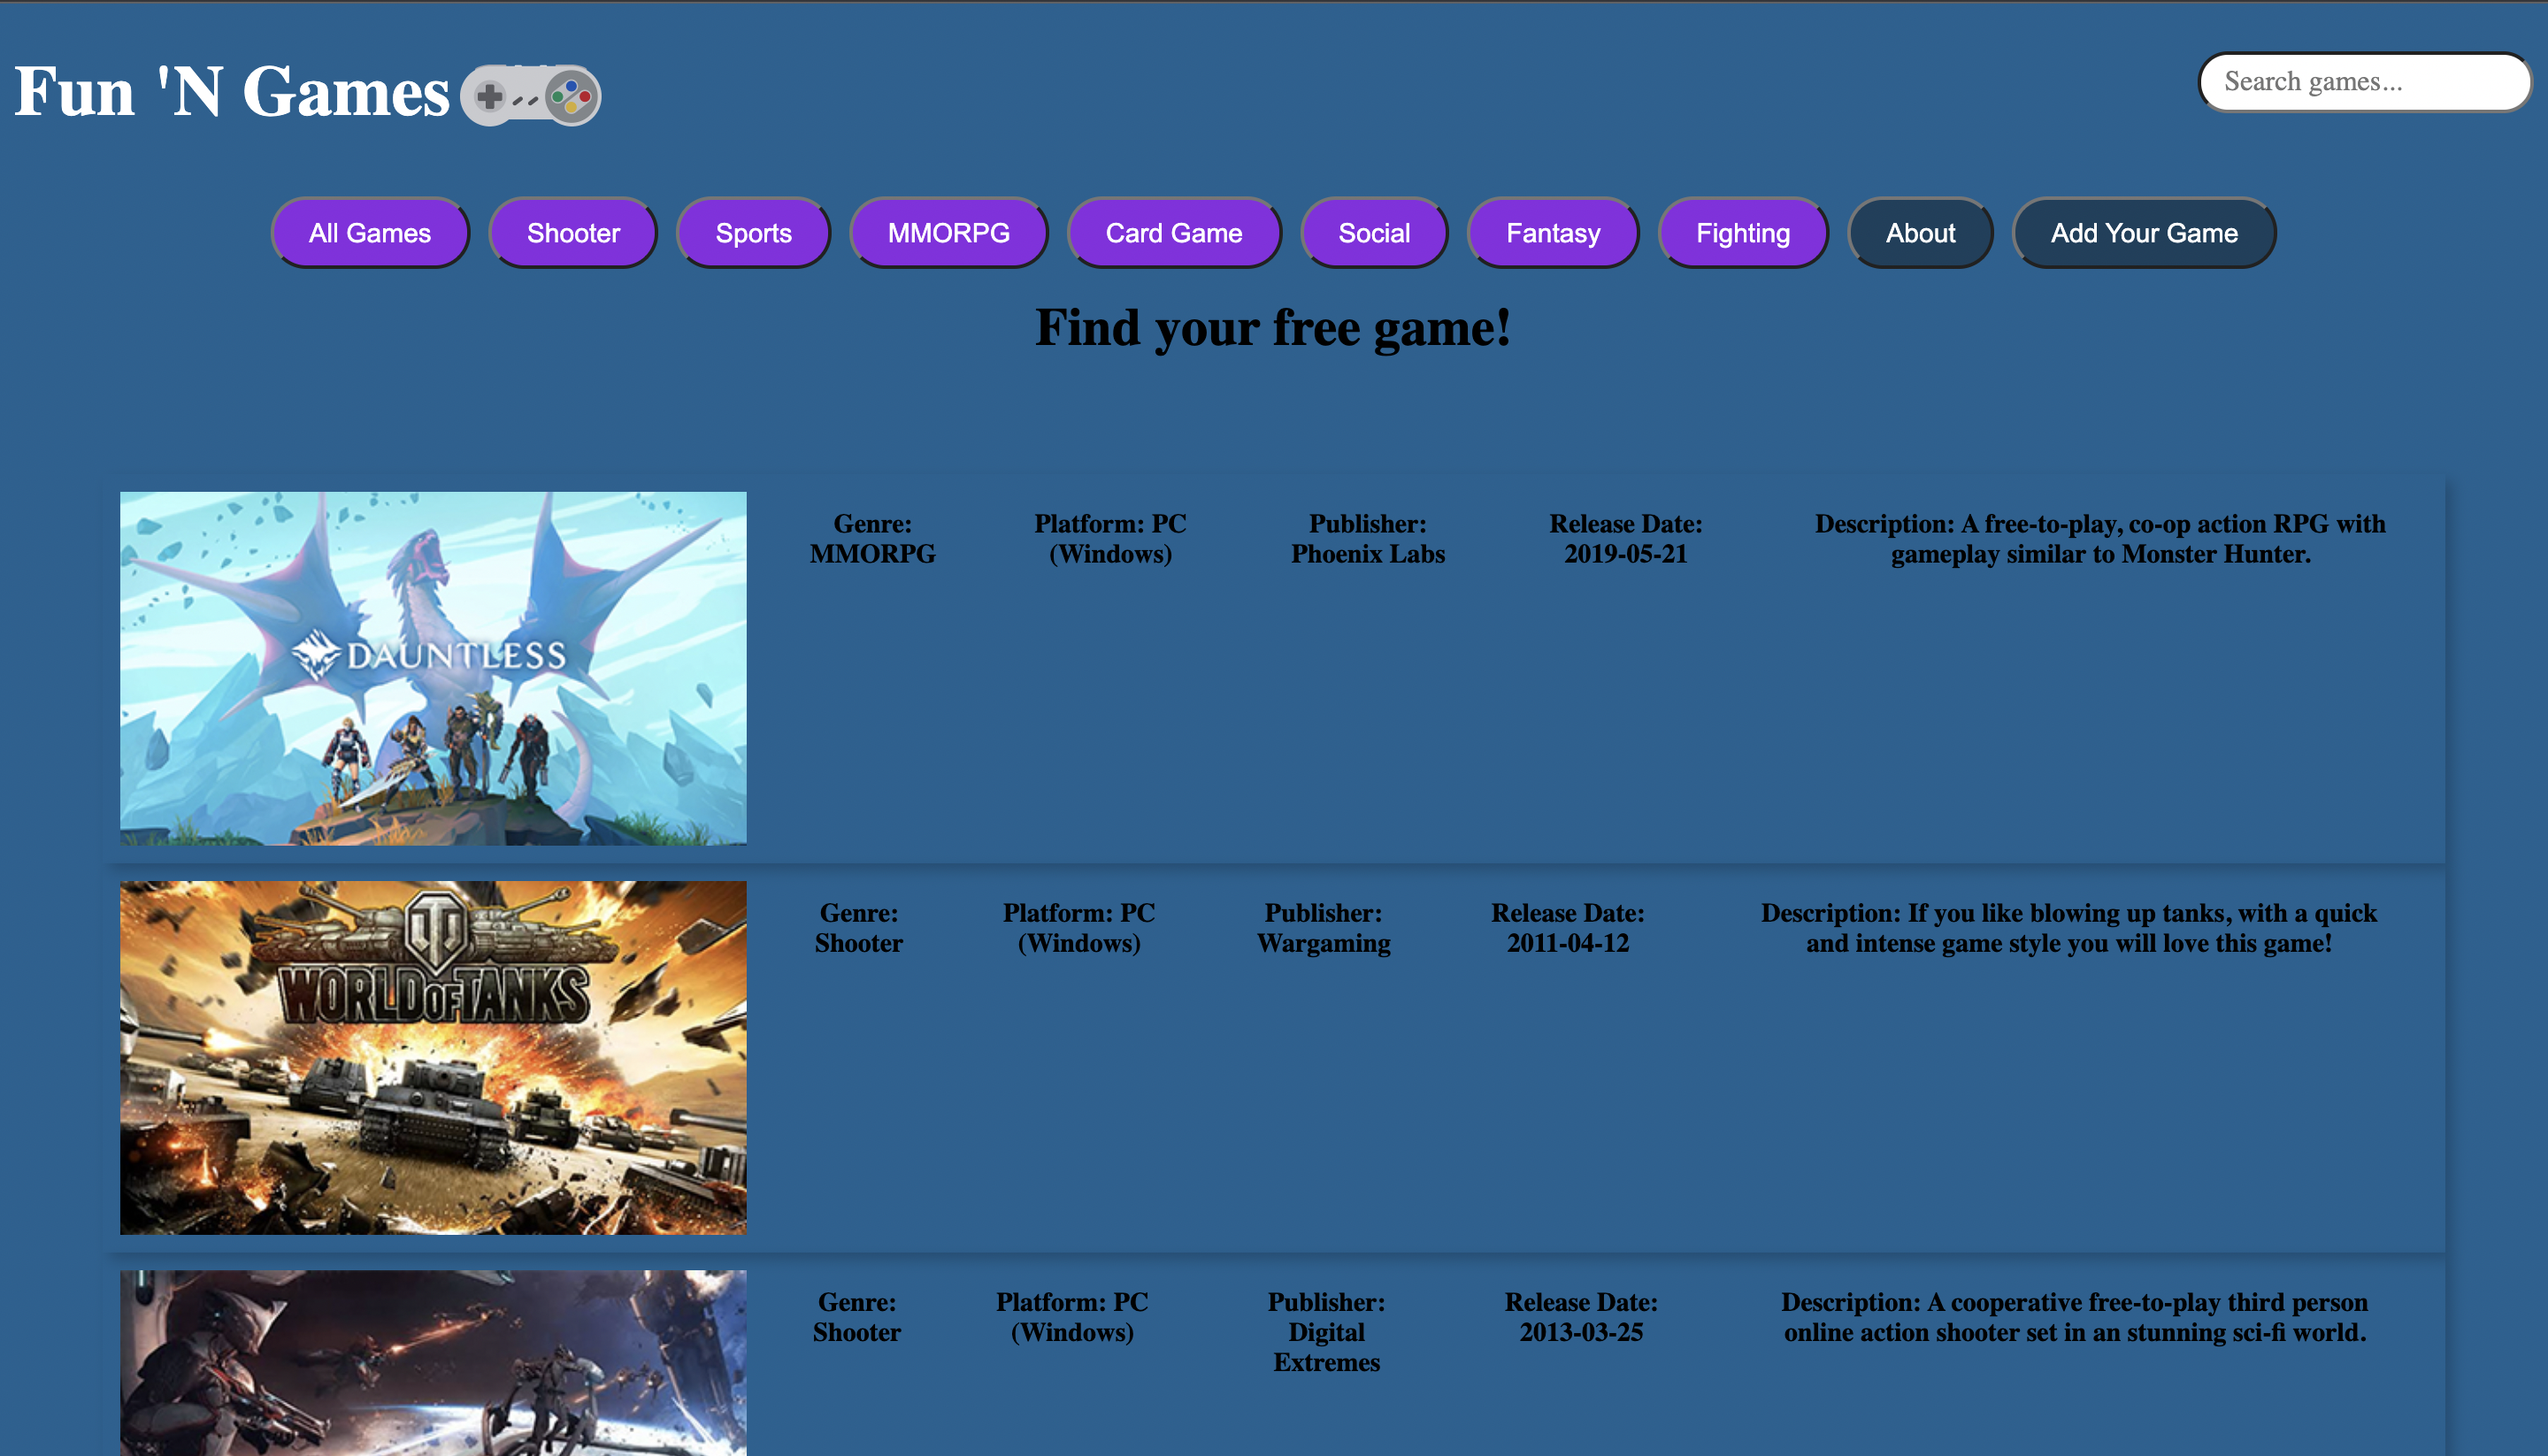 Fun 'N Games
Search games...
All Games
Shooter
Sports
MMORPG
Card Game
Social
Fantasy
Fighting
About
Add Your Game
Find your free game!
DAUNTLESS
Genre:
MMORPG
Platform: PC
(Windows)
Publisher:
Phoenix Labs
Release Date:
2019-05-21
Description: A free-to-play, co-op action RPG with
gameplay similar to Monster Hunter.
WORLD OF TANKS
Genre:
Shooter
Platform: PC
(Windows)
Publisher:
Wargaming
Release Date:
2011-04-12
Description: If you like blowing up tanks, with a quick
and intense game style you will love this game!
Genre:
Shooter
Platform: PC
(Windows)
Publisher:
Digital
Extremes
Release Date:
2013-03-25
Description: A cooperative free-to-play third person
online action shooter set in an stunning sci-fi world.